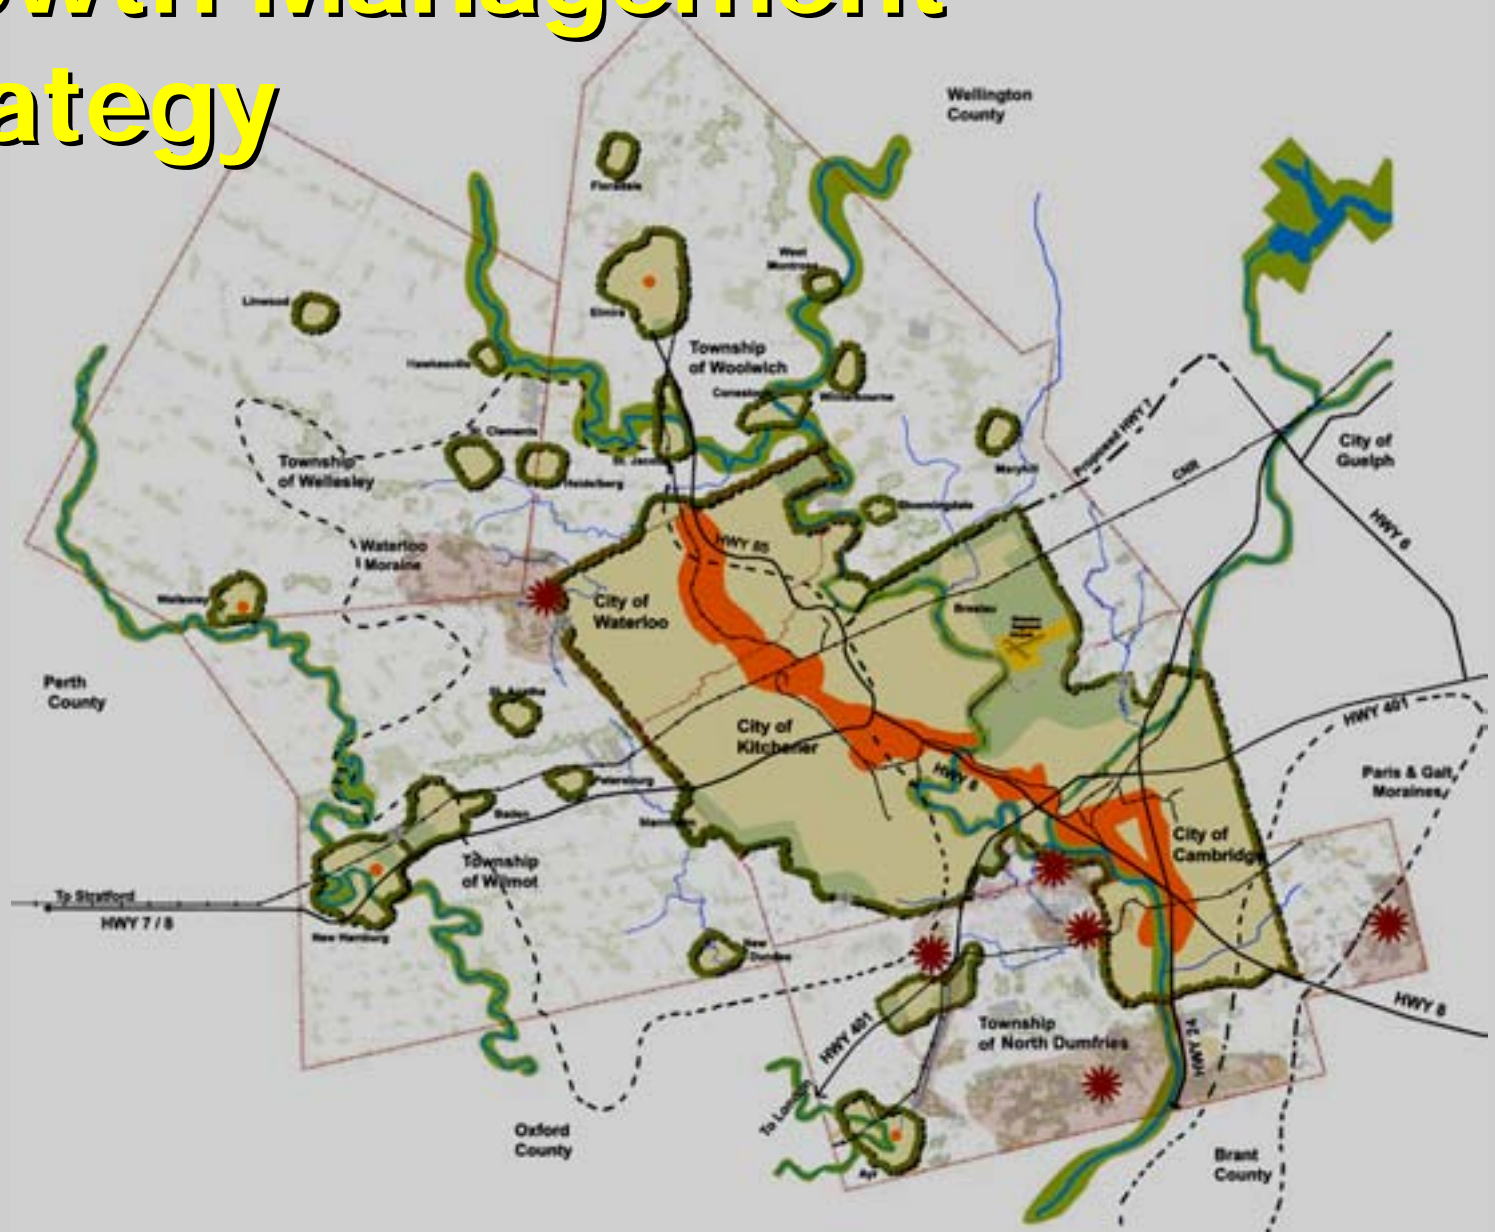 wth Management
ategy
Wellington
County
Floradale
West
Montrose
Linwood
Elmira
Township
of Woolwich
Hawkesville
Winterbourne
St. Clements
Township
of Wellesley
St. Jacobs
Heidelberg
Maryhill
Proposed HWY 7
CNR
City of
Guelph
HWY 6
Bloomingdale
Waterloo
Moraine
HWY 85
Wellesley
City of
Waterloo
Breslau
Perth
County
St. Agatha
City of
Kitchener
HWY 401
HWY 8
Petersburg
Paris & Galt
Moraines
Baden
Mannheim
City of
Cambridge
Township
of Wilmot
To Stratford
HWY 7 / 8
New Hamburg
New
Dundee
HWY 401
Township
of North Dumfries
HWY 24
HWY 8
To London
Oxford
County
Ayr
Brant
County